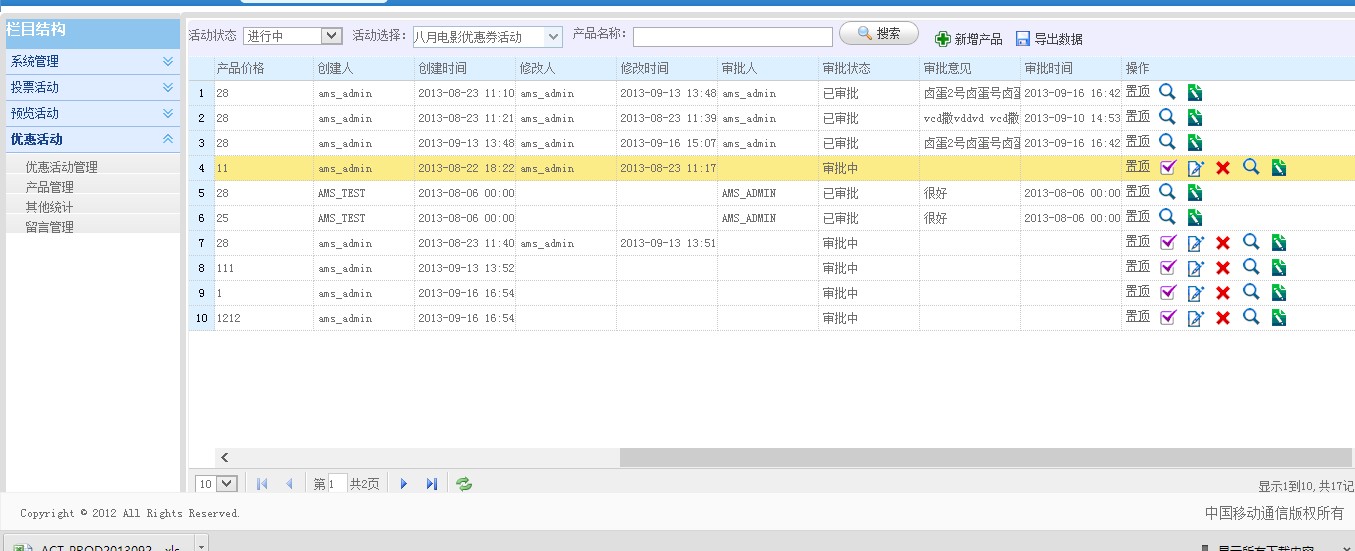 栏目结构
系统管理
投票活动
预览活动
优惠活动
优惠活动管理
产品管理
其他统计
留言管理
活动状态 进行中 活动选择: 八月电影优惠券活动 产品名称: 搜索 新增产品 导出数据
产品价格 创建人 创建时间 修改人 修改时间 审批人 审批状态 审批意见 审批时间 操作
1 28 ams_admin 2013-08-23 11:10 ams_admin 2013-09-13 13:48 ams_admin 已审批 卤蛋2号卤蛋号卤蛋 2013-09-16 16:42 置顶
2 28 ams_admin 2013-08-23 11:21 ams_admin 2013-08-23 11:39 ams_admin 已审批 vcd撒vddvd vcd撒 2013-09-10 14:53 置顶
3 28 ams_admin 2013-09-13 13:48 ams_admin 2013-09-16 15:07 ams_admin 已审批 卤蛋2号卤蛋号卤蛋 2013-09-16 16:42 置顶
4 11 ams_admin 2013-08-22 18:22 ams_admin 2013-08-23 11:17 审批中 置顶
5 28 AMS_TEST 2013-08-06 00:00 AMS_ADMIN 已审批 很好 2013-08-06 00:00 置顶
6 25 AMS_TEST 2013-08-06 00:00 AMS_ADMIN 已审批 很好 2013-08-06 00:00 置顶
7 28 ams_admin 2013-08-23 11:40 ams_admin 2013-09-13 13:51 审批中 置顶
8 111 ams_admin 2013-09-13 13:52 审批中 置顶
9 1 ams_admin 2013-09-16 16:54 审批中 置顶
10 1212 ams_admin 2013-09-16 16:54 审批中 置顶
10 第 1 共2页 显示1到10,共17记
Copyright © 2012 All Rights Reserved. 中国移动通信版权所有
ACT_PROD2013092....xls 显示所有下载内容